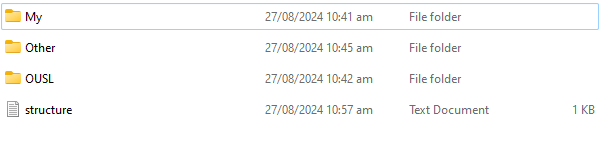 My 27/08/2024 10:41 am File folder
Other 27/08/2024 10:45 am File folder
OUSL 27/08/2024 10:42 am File folder
structure 27/08/2024 10:57 am Text Document 1 KB